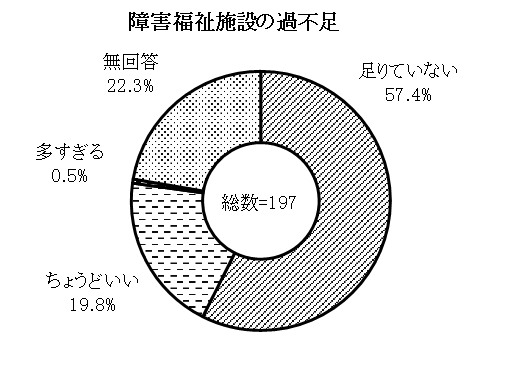 障害福祉施設の過不足
無回答
22.3%
足りていない
57.4%
多すぎる
0.5%
総数=197
ちょうどいい
19.8%